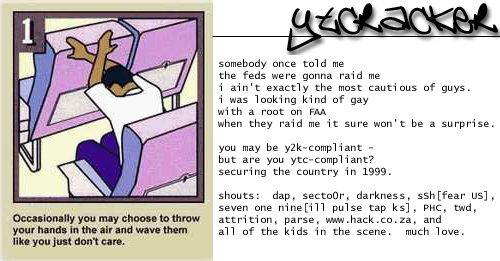 ytcracker
1
somebody once told me
the feds were gonna raid me
i ain't exactly the most cautious of guys.
i was looking kind of gay
with a root on FAA
when they raid me it sure won't be a surprise.
you may be y2k-compliant -
but are you ytc-compliant?
securing the country in 1999.
shouts: dap, sect0r, darkness, sSh[fear US],
seven one nine[ill pulse tap ks], PHC, twd,
attrition, parse, www.hack.co.za, and
all of the kids in the scene. much love.
Occasionally you may choose to throw
your hands in the air and wave them
like you just don't care.